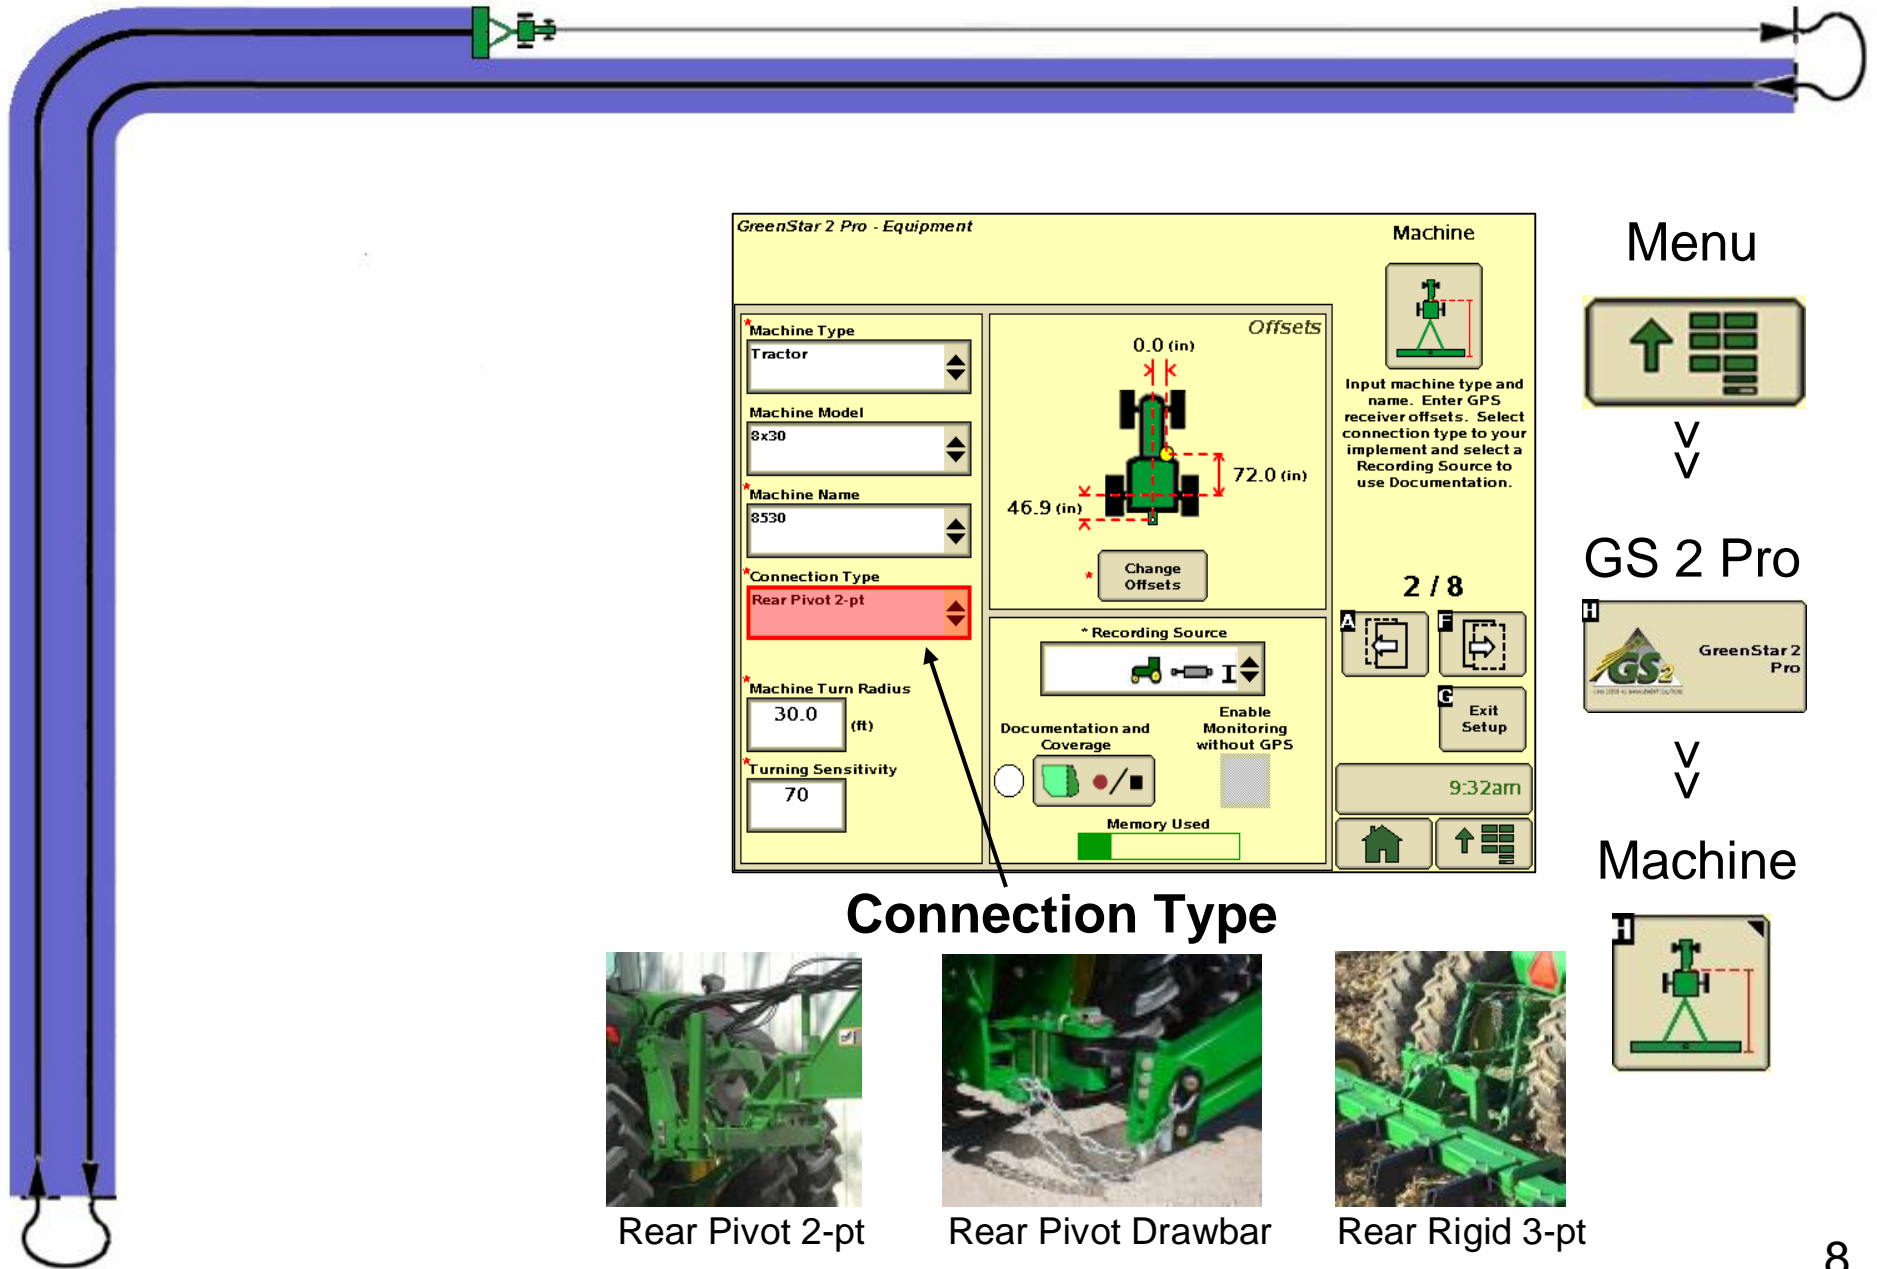 GreenStar 2 Pro - Equipment
Machine
*Machine Type
Tractor
Machine Model
8x30
*Machine Name
8530
*Connection Type
Rear Pivot 2-pt
*Machine Turn Radius
30.0 (ft)
*Turning Sensitivity
70
Offsets
0.0 (in)
72.0 (in)
46.9 (in)
* Change
Offsets
* Recording Source
Documentation and
Coverage
Enable
Monitoring
without GPS
Memory Used
Input machine type and
name. Enter GPS
receiver offsets. Select
connection type to your
implement and select a
Recording Source to
use Documentation.
2 / 8
A
F
G
Exit
Setup
9:32am
Menu
>>
GS 2 Pro
H
GS2
GreenStar 2
Pro
>>
Machine
H
Connection Type
Rear Pivot 2-pt
Rear Pivot Drawbar
Rear Rigid 3-pt
8